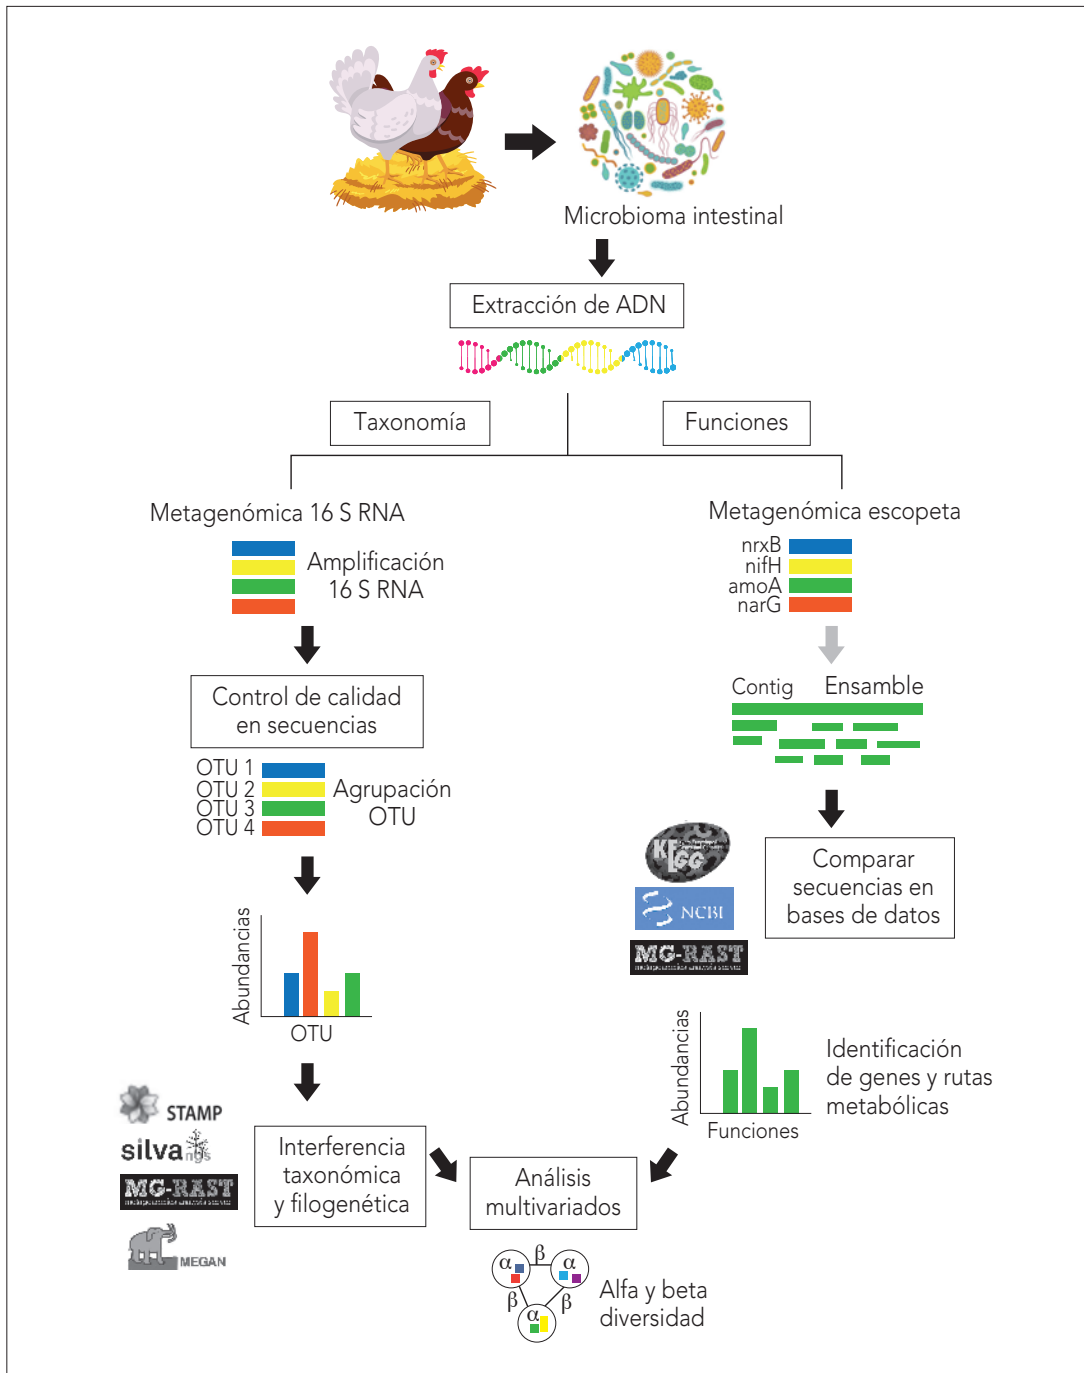 Microbioma intestinal
Extracción de ADN
Taxonomía
Funciones
Metagenómica 16 S RNA
Amplificación
16 S RNA
Control de calidad
en secuencias
OTU 1
OTU 2
OTU 3
OTU 4
Agrupación
OTU
Abundancias
OTU
STAMP
silva
ngs
MG-RAST
MEGAN
Interferencia
taxonómica
y filogenética
Metagenómica escopeta
nrxB
nifH
amoA
narG
Contig
Ensamble
KEGG
NCBI
MG-RAST
Comparar
secuencias en
bases de datos
Abundancias
Funciones
Identificación
de genes y rutas
metabólicas
Análisis
multivariados
α
β
α
β
β
α
Alfa y beta
diversidad